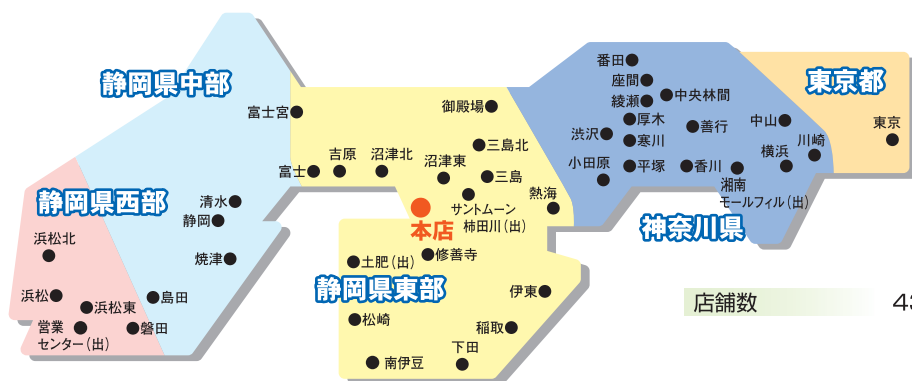 静岡県中部
静岡県西部
静岡県東部
神奈川県
東京都
浜松北
浜松
浜松東
営業
センター(出)
磐田
清水
静岡
焼津
島田
富士宮
富士
吉原
沼津北
御殿場
三島北
沼津東
三島
サントムーン
柿田川(出)
熱海
本店
土肥(出)
修善寺
伊東
松崎
稲取
南伊豆
下田
番田
座間
綾瀬
中央林間
厚木
渋沢
寒川
善行
中山
川崎
小田原
平塚
香川
横浜
湘南
モールフィル(出)
東京
店舗数